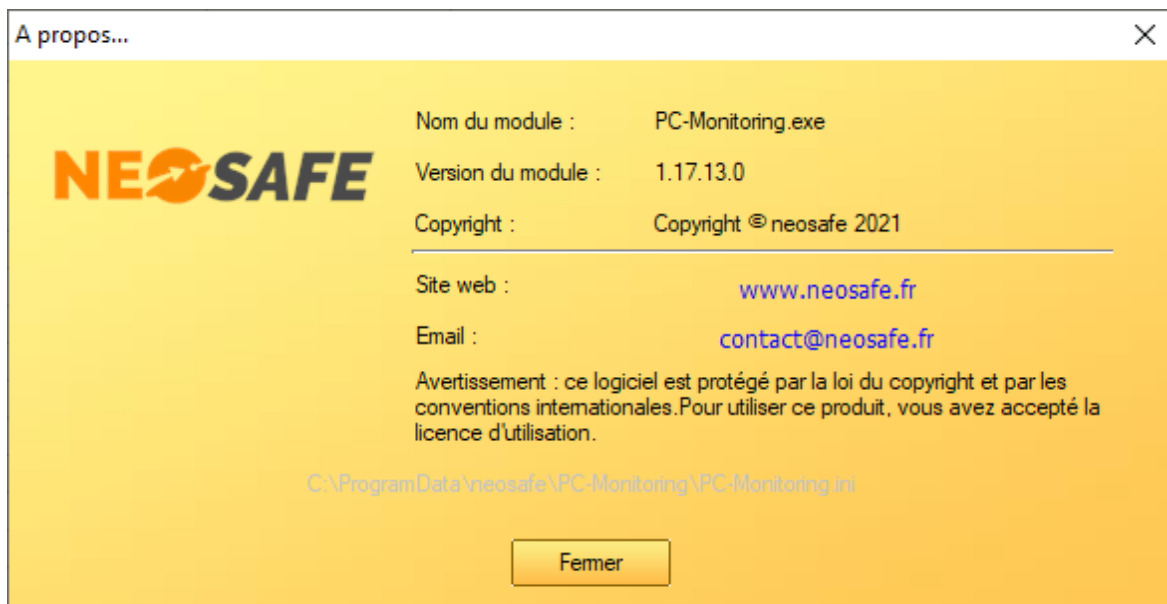 A propos...
NEOSAFE
Nom du module : PC-Monitoring.exe
Version du module : 1.17.13.0
Copyright : Copyright © neosafe 2021
Site web : www.neosafe.fr
Email : contact@neosafe.fr
Avertissement : ce logiciel est protégé par la loi du copyright et par les
conventions internationales.Pour utiliser ce produit, vous avez accepté la
licence d'utilisation.
C:\ProgramData\neosafe\PC-Monitoring\PC-Monitoring.ini
Fermer